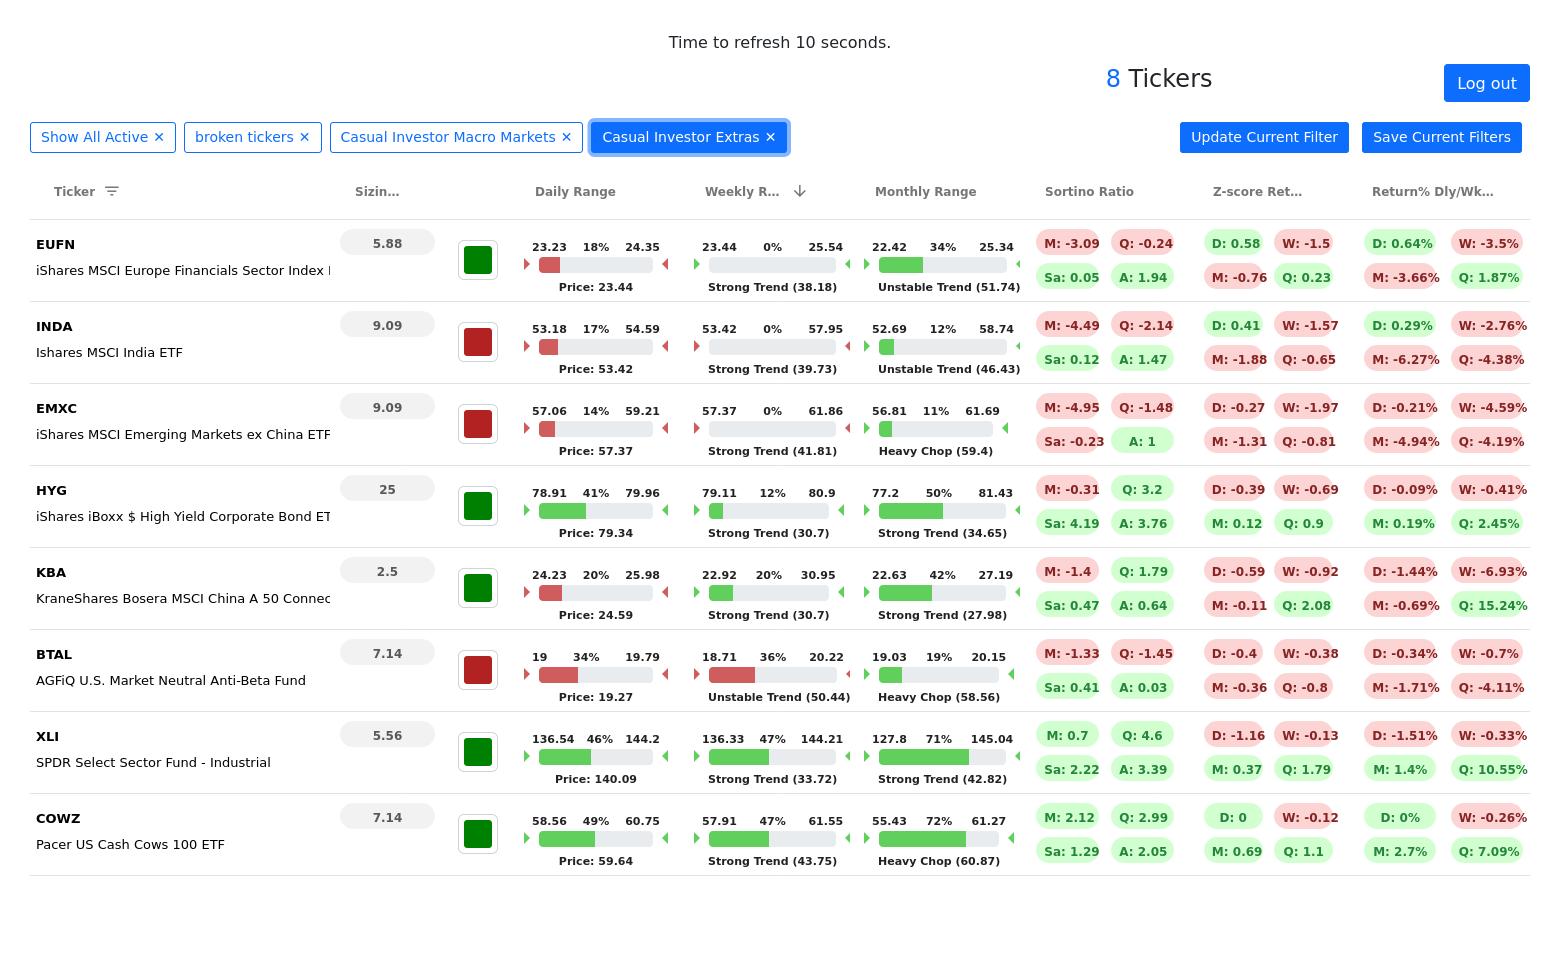 Time to refresh 10 seconds.
8 Tickers
Log out
Show All Active ✕ broken tickers ✕ Casual Investor Macro Markets ✕ Casual Investor Extras ✕ Update Current Filter Save Current Filters
Ticker Sizin... Daily Range Weekly R... Monthly Range Sortino Ratio Z-score Ret... Return% Dly/Wk...
EUFN 5.88 23.23 18% 24.35 23.44 0% 25.54 22.42 34% 25.34 M: -3.09 Q: -0.24 D: 0.58 W: -1.5 D: 0.64% W: -3.5%
iShares MSCI Europe Financials Sector Index Sa: 0.05 A: 1.94 M: -0.76 Q: 0.23 M: -3.66% Q: 1.87%
Price: 23.44 Strong Trend (38.18) Unstable Trend (51.74)
INDA 9.09 53.18 17% 54.59 53.42 0% 57.95 52.69 12% 58.74 M: -4.49 Q: -2.14 D: 0.41 W: -1.57 D: 0.29% W: -2.76%
Ishares MSCI India ETF Sa: 0.12 A: 1.47 M: -1.88 Q: -0.65 M: -6.27% Q: -4.38%
Price: 53.42 Strong Trend (39.73) Unstable Trend (46.43)
EMXC 9.09 57.06 14% 59.21 57.37 0% 61.86 56.81 11% 61.69 M: -4.95 Q: -1.48 D: -0.27 W: -1.97 D: -0.21% W: -4.59%
iShares MSCI Emerging Markets ex China ETF Sa: -0.23 A: 1 M: -1.31 Q: -0.81 M: -4.94% Q: -4.19%
Price: 57.37 Strong Trend (41.81) Heavy Chop (59.4)
HYG 25 78.91 41% 79.96 79.11 12% 80.9 77.2 50% 81.43 M: -0.31 Q: 3.2 D: -0.39 W: -0.69 D: -0.09% W: -0.41%
iShares iBoxx $ High Yield Corporate Bond ET Sa: 4.19 A: 3.76 M: 0.12 Q: 0.9 M: 0.19% Q: 2.45%
Price: 79.34 Strong Trend (30.7) Strong Trend (34.65)
KBA 2.5 24.23 20% 25.98 22.92 20% 30.95 22.63 42% 27.19 M: -1.4 Q: 1.79 D: -0.59 W: -0.92 D: -1.44% W: -6.93%
KraneShares Bosera MSCI China A 50 Connec Sa: 0.47 A: 0.64 M: -0.11 Q: 2.08 M: -0.69% Q: 15.24%
Price: 24.59 Strong Trend (30.7) Strong Trend (27.98)
BTAL 7.14 19 34% 19.79 18.71 36% 20.22 19.03 19% 20.15 M: -1.33 Q: -1.45 D: -0.4 W: -0.38 D: -0.34% W: -0.7%
AGFiQ U.S. Market Neutral Anti-Beta Fund Sa: 0.41 A: 0.03 M: -0.36 Q: -0.8 M: -1.71% Q: -4.11%
Price: 19.27 Unstable Trend (50.44) Heavy Chop (58.56)
XLI 5.56 136.54 46% 144.2 136.33 47% 144.21 127.8 71% 145.04 M: 0.7 Q: 4.6 D: -1.16 W: -0.13 D: -1.51% W: -0.33%
SPDR Select Sector Fund - Industrial Sa: 2.22 A: 3.39 M: 0.37 Q: 1.79 M: 1.4% Q: 10.55%
Price: 140.09 Strong Trend (33.72) Strong Trend (42.82)
COWZ 7.14 58.56 49% 60.75 57.91 47% 61.55 55.43 72% 61.27 M: 2.12 Q: 2.99 D: 0 W: -0.12 D: 0% W: -0.26%
Pacer US Cash Cows 100 ETF Sa: 1.29 A: 2.05 M: 0.69 Q: 1.1 M: 2.7% Q: 7.09%
Price: 59.64 Strong Trend (43.75) Heavy Chop (60.87)